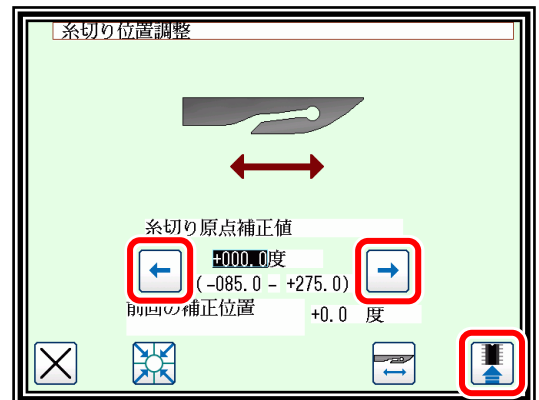 糸切り位置調整
糸切り原点補正値
+000.0度
(-085.0 - +275.0)
前回の補正位置 +0.0 度